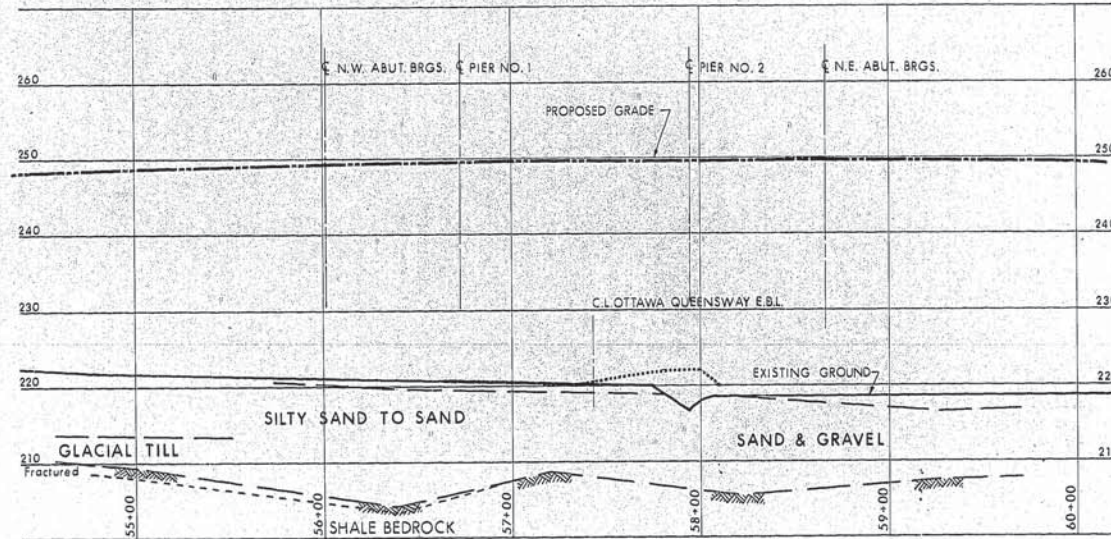 ℄ N.W. ABUT. BRGS. ℄ PIER NO. 1 ℄ PIER NO. 2 ℄ N.E. ABUT. BRGS.
260 260
PROPOSED GRADE
250 250
240 240
230 230
C.L. OTTAWA QUEENSWAY E.B.L.
220 220
EXISTING GROUND
SILTY SAND TO SAND
SAND & GRAVEL
GLACIAL TILL
210 21
Fractured
55+00 56+00 57+00 58+00 59+00 60+00
SHALE BEDROCK